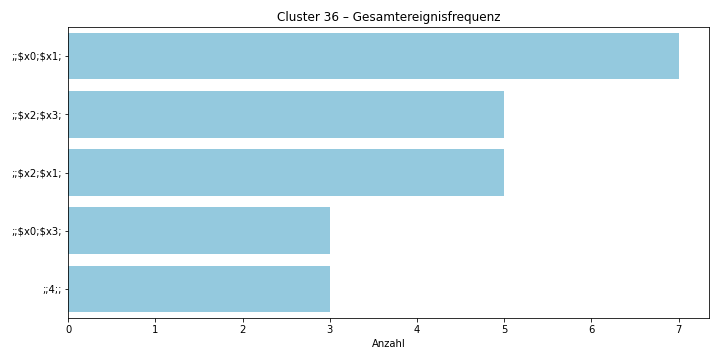 Cluster 36 – Gesamtereignisfrequenz
;;$x0;$x1;
;;$x2;$x3;
;;$x2;$x1;
;;$x0;$x3;
;;4;;
0 1 2 3 4 5 6 7
Anzahl